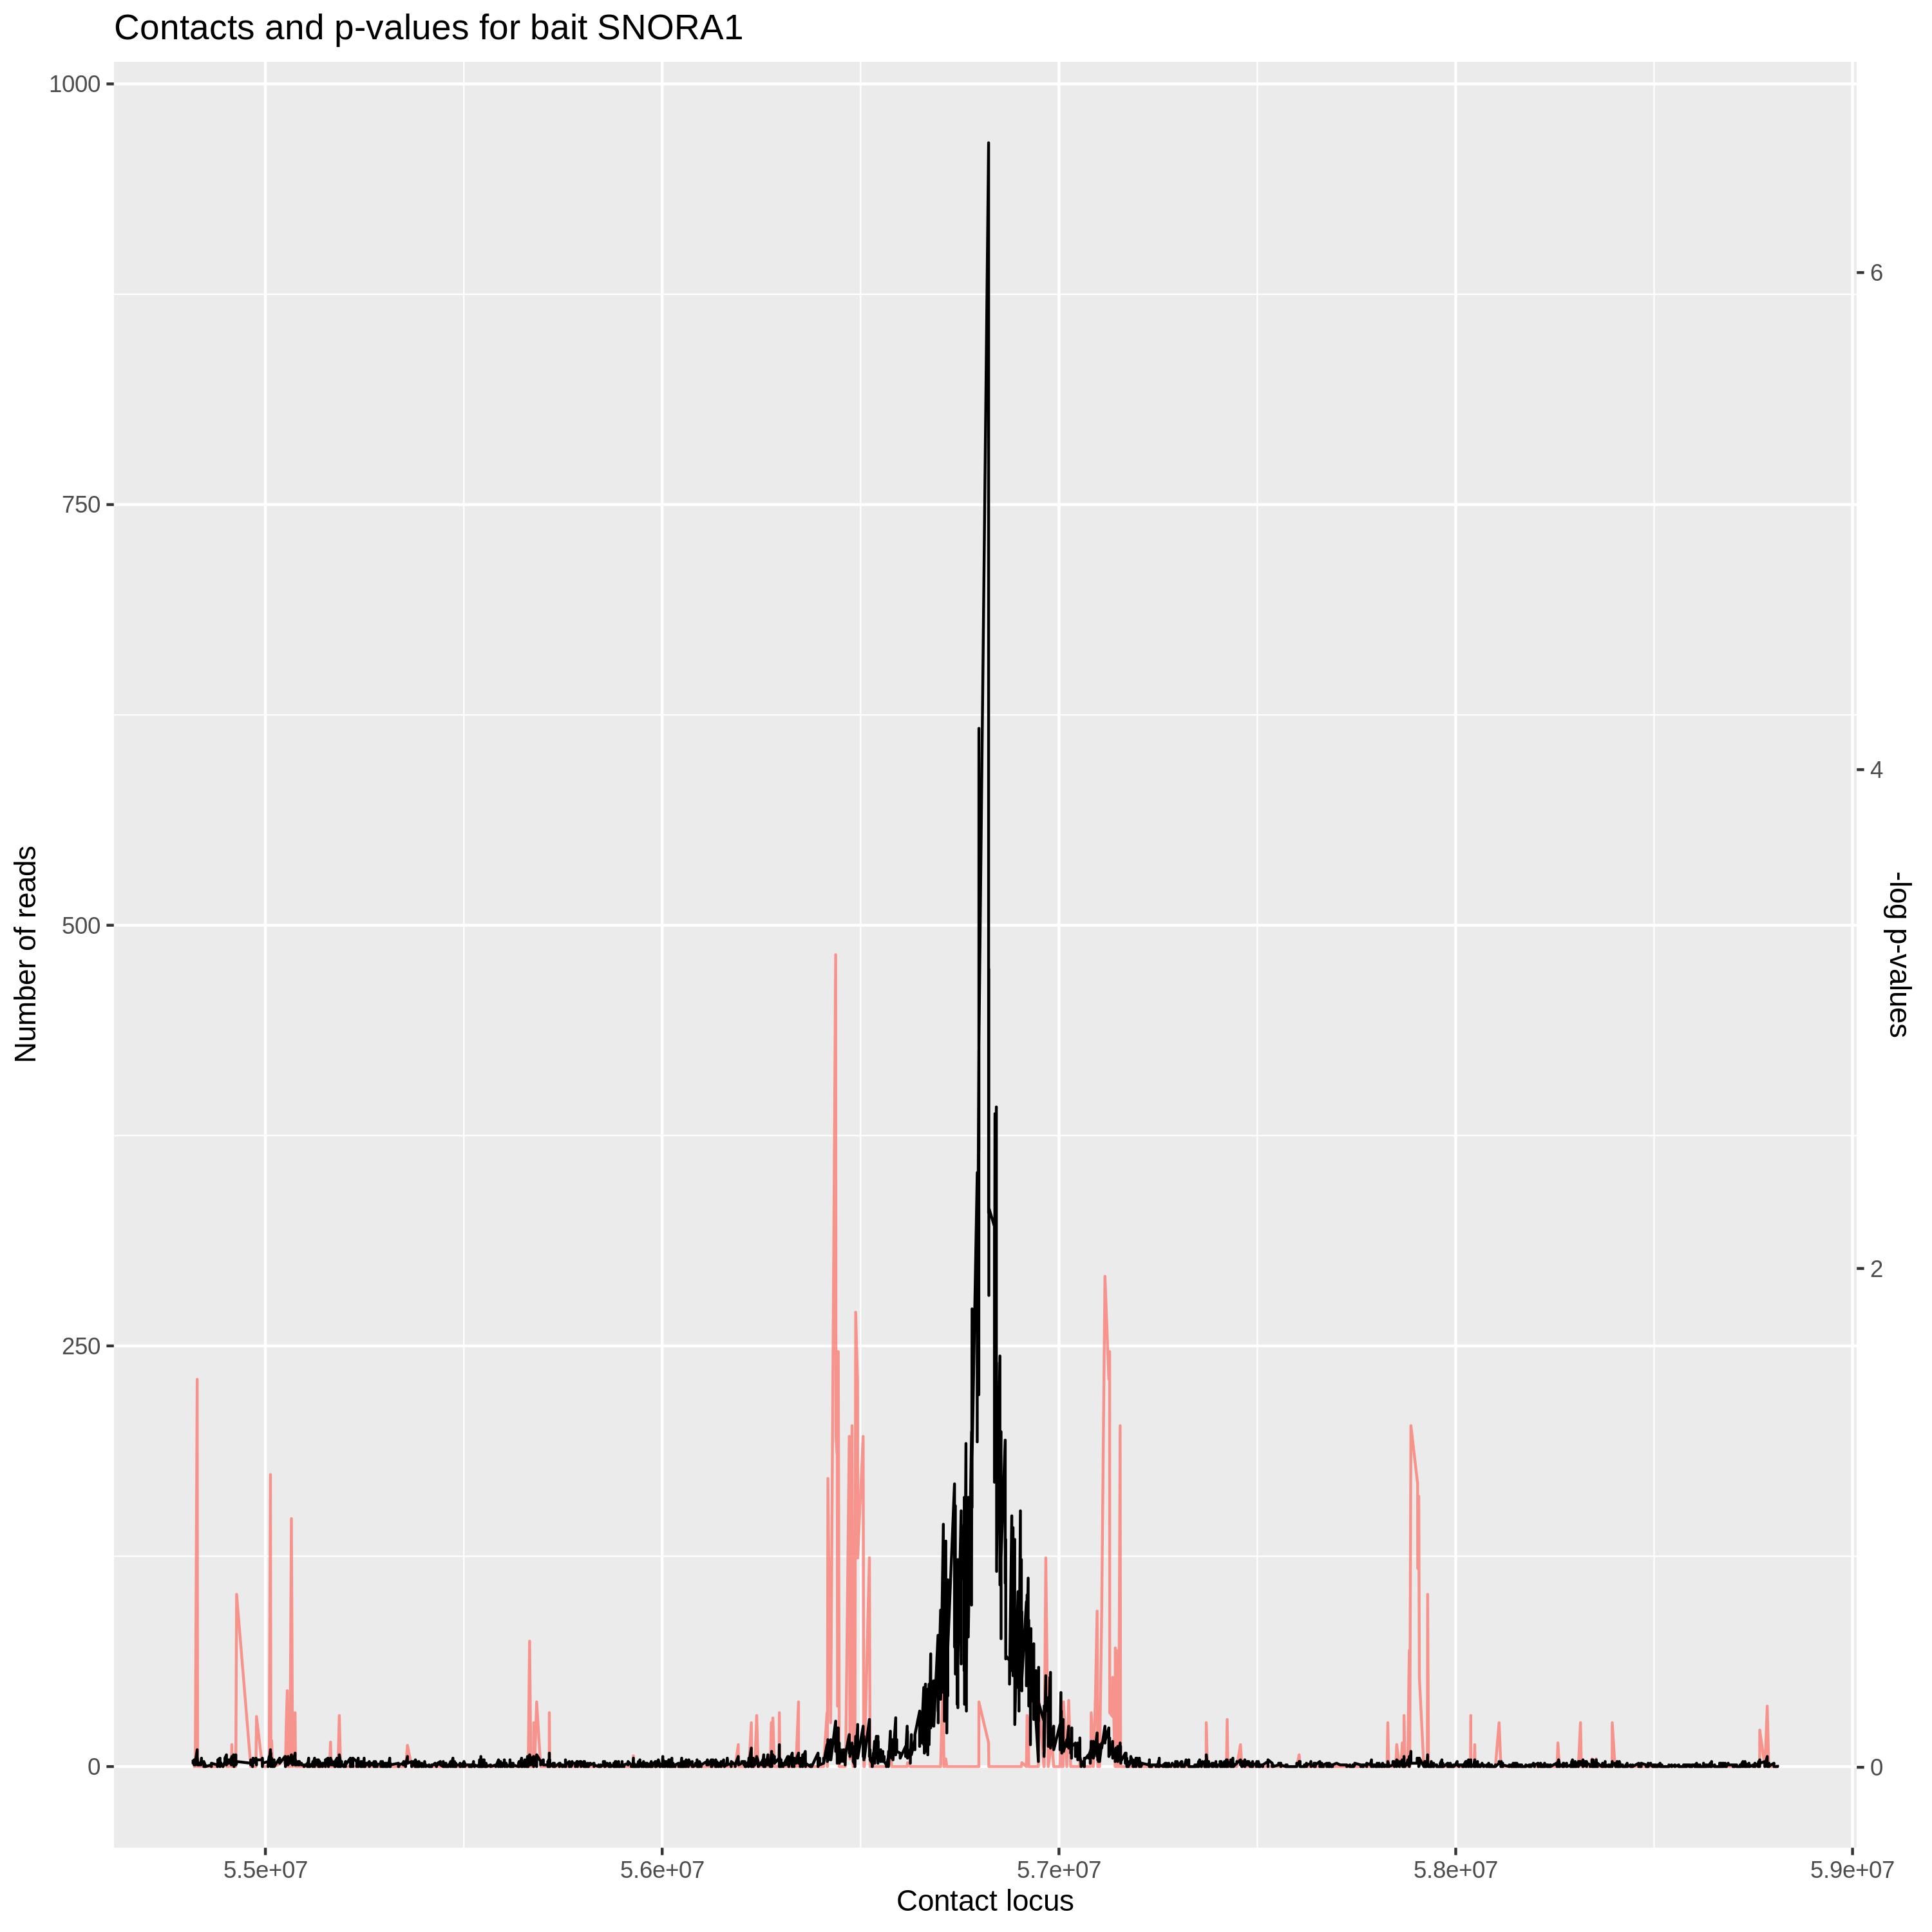 Contacts and p-values for bait SNORA1
1000
750
500
250
0
Number of reads
6
4
2
0
-log p-values
5.5e+07
5.6e+07
5.7e+07
5.8e+07
5.9e+07
Contact locus